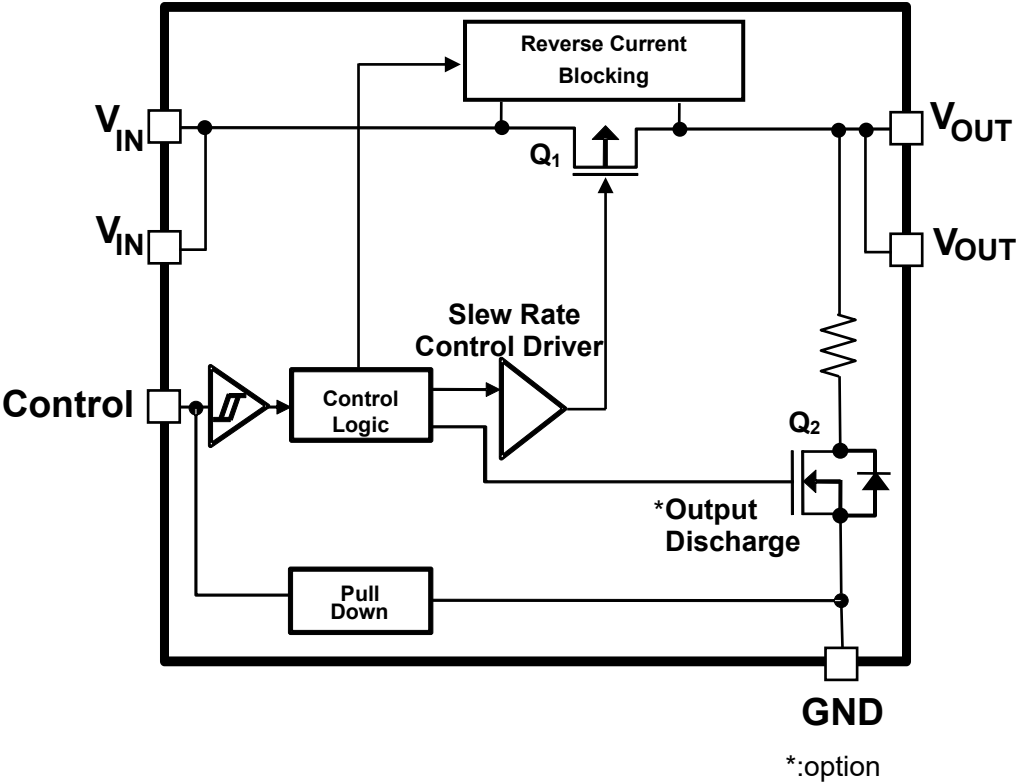 Reverse Current
Blocking
VIN
VOUT
Q1
VIN
VOUT
Slew Rate
Control Driver
Control
Control
Logic
Q2
*Output
Discharge
Pull
Down
GND
*:option